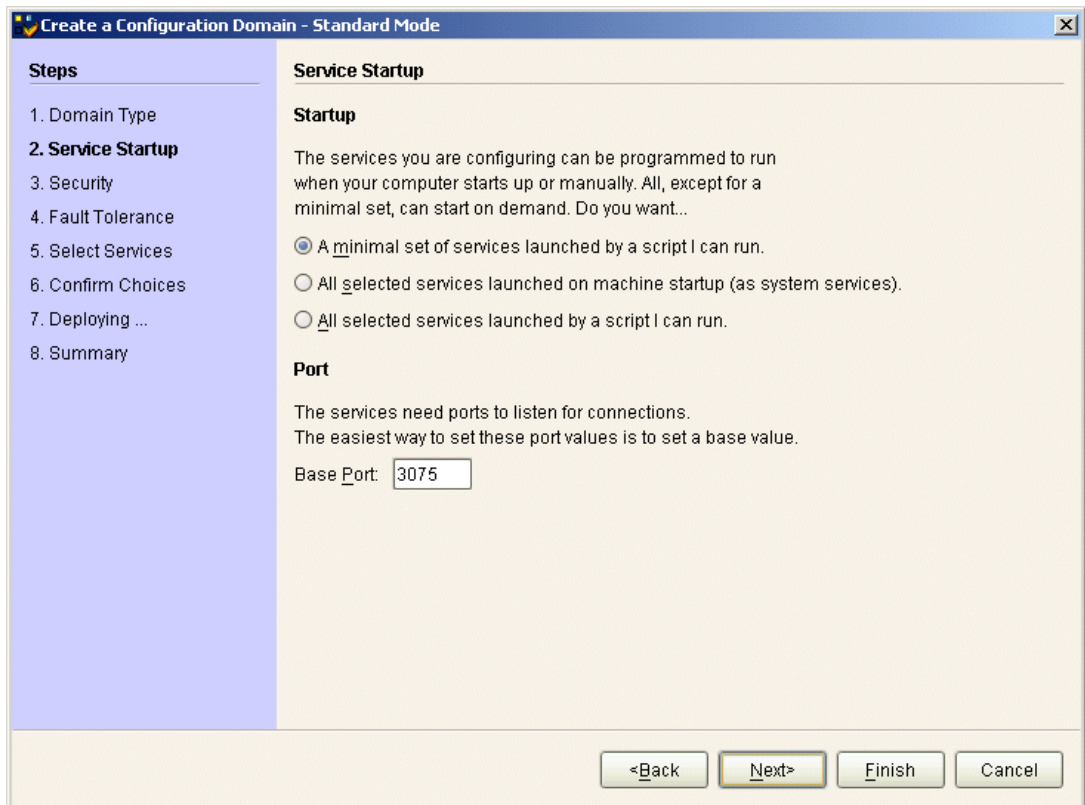 Create a Configuration Domain - Standard Mode
Steps
1. Domain Type
2. Service Startup
3. Security
4. Fault Tolerance
5. Select Services
6. Confirm Choices
7. Deploying ...
8. Summary
Service Startup
Startup
The services you are configuring can be programmed to run
when your computer starts up or manually. All, except for a
minimal set, can start on demand. Do you want...
A minimal set of services launched by a script I can run.
All selected services launched on machine startup (as system services).
All selected services launched by a script I can run.
Port
The services need ports to listen for connections.
The easiest way to set these port values is to set a base value.
Base Port: 3075
<Back Next> Finish Cancel